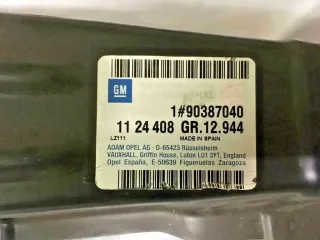 GM
1#90387040
11 24 408 GR.12.944
LZ111 MADE IN SPAIN
ADAM OPEL AG · D-65423 Rüsselsheim
VAUXHALL, Griffin House, Luton LU1 3YT, England
Opel España, E-50639 Figueruelas Zaragoza